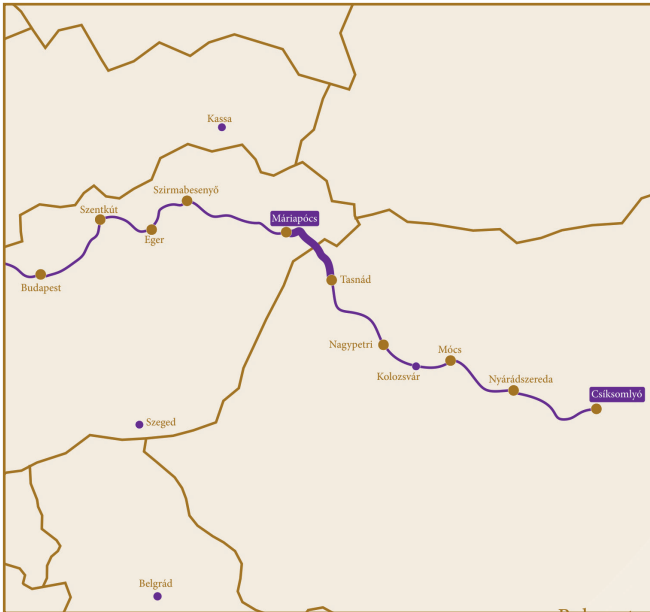 Kassa
Szirmabesenyő
Szentkút
Máriapócs
Eger
Budapest
Tasnád
Nagypetri
Mócs
Kolozsvár
Nyárádszereda
Csíksomlyó
Szeged
Belgrád